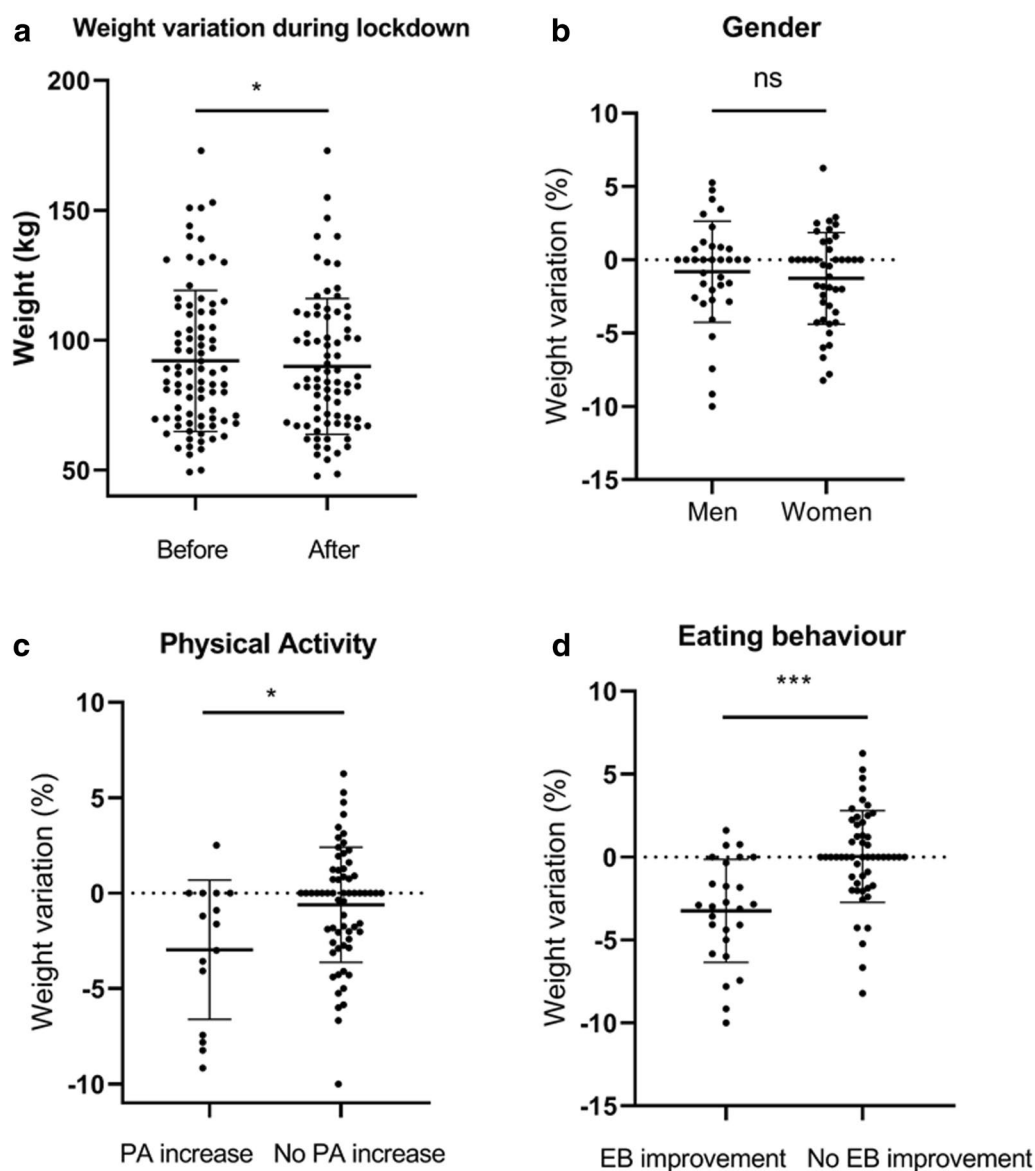 a Weight variation during lockdown
*
200
150
100
50
Weight (kg)
Before After
b Gender
ns
10
5
0
-5
-10
-15
Weight variation (%)
Men Women
c Physical Activity
*
10
5
0
-5
-10
Weight variation (%)
PA increase No PA increase
d Eating behaviour
***
10
5
0
-5
-10
-15
Weight variation (%)
EB improvement No EB improvement